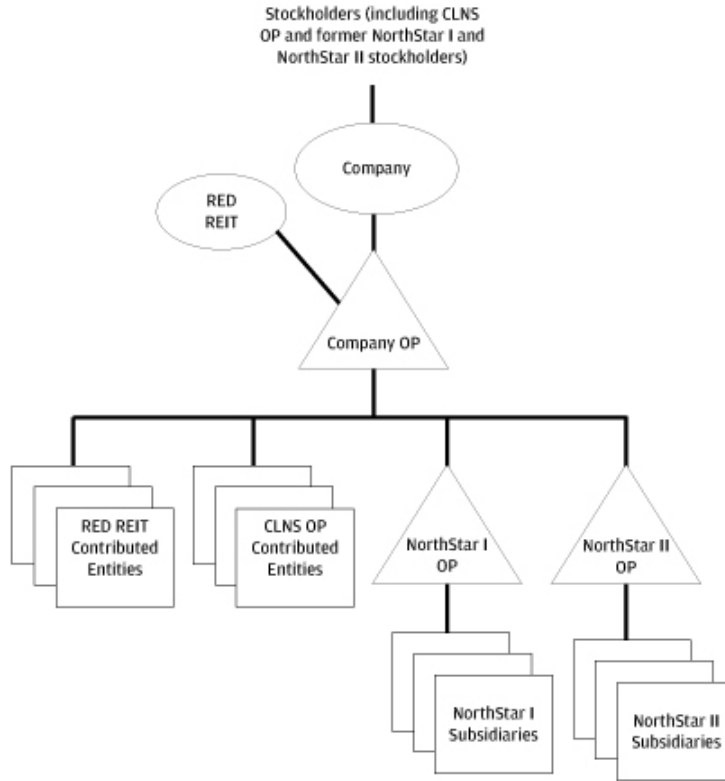 Stockholders (including CLNS
OP and former NorthStar I and
NorthStar II stockholders)
Company
RED
REIT
Company OP
RED REIT
Contributed
Entities
CLNS OP
Contributed
Entities
NorthStar I
OP
NorthStar II
OP
NorthStar I
Subsidiaries
NorthStar II
Subsidiaries